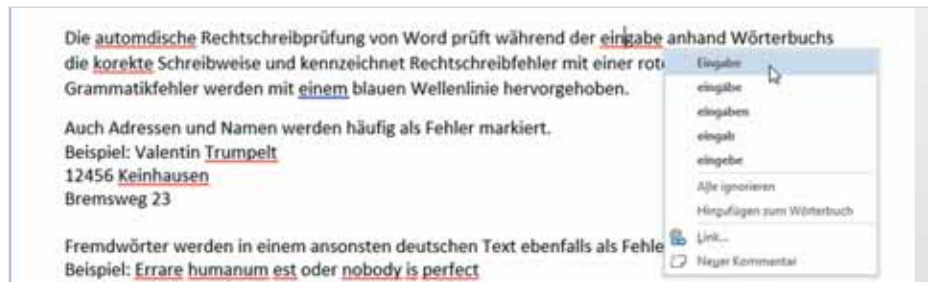 Die automdische Rechtschreibprüfung von Word prüft während der eingabe anhand Wörterbuchs
die korekte Schreibweise und kennzeichnet Rechtschreibfehler mit einer rote
Grammatikfehler werden mit einem blauen Wellenlinie hervorgehoben.
Auch Adressen und Namen werden häufig als Fehler markiert.
Beispiel: Valentin Trumpelt
12456 Keinhausen
Bremsweg 23
Fremdwörter werden in einem ansonsten deutschen Text ebenfalls als Fehle
Beispiel: Errare humanum est oder nobody is perfect
Eingabe
eingäbe
eingaben
eingab
eingebe
Alle ignorieren
Hinzufügen zum Wörterbuch
Link...
Neuer Kommentar